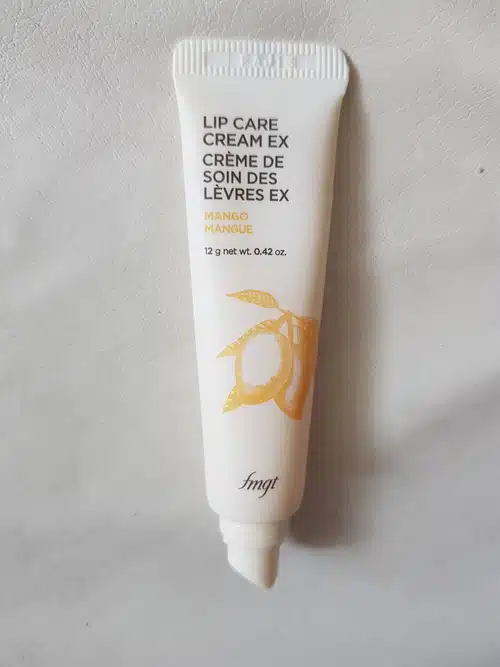 LIP CARE
CREAM EX
CRÈME DE
SOIN DES
LÈVRES EX
MANGO
MANGUE
12 g net wt. 0.42 oz.
fmgt